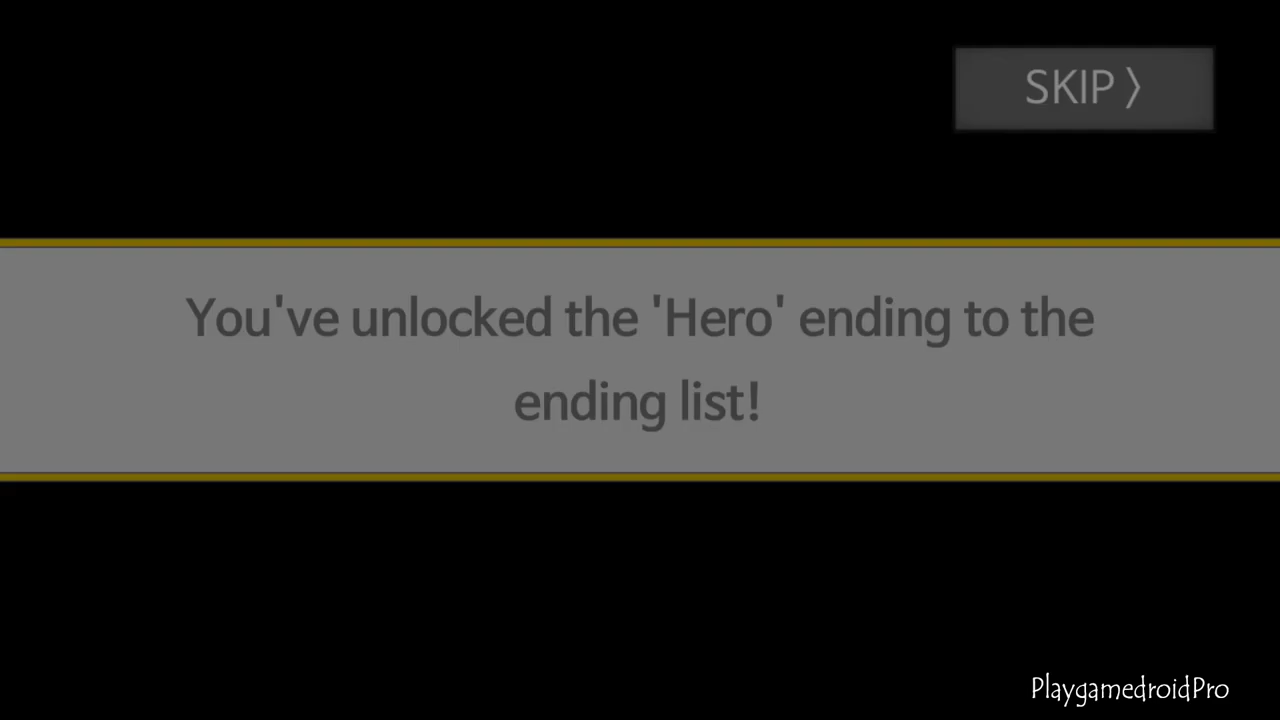 SKIP 〉
You've unlocked the 'Hero' ending to the
ending list!
PlaygamedroidPro